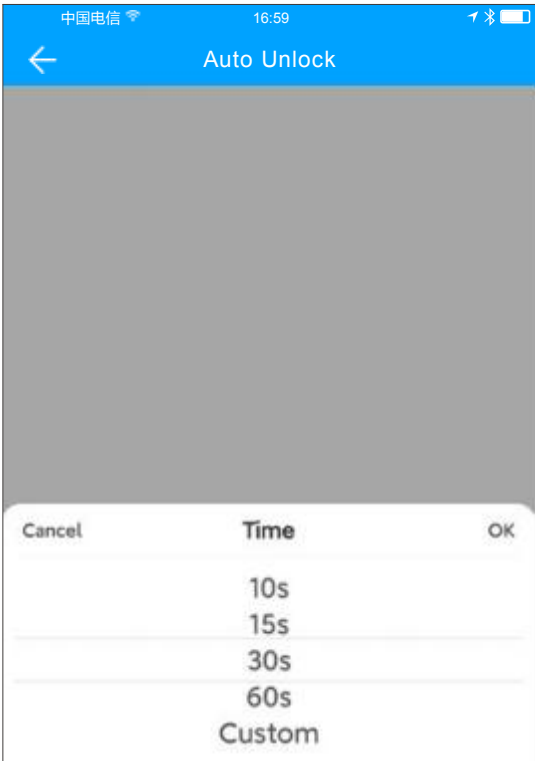 中国电信 16:59
Auto Unlock
Cancel Time OK
10s
15s
30s
60s
Custom